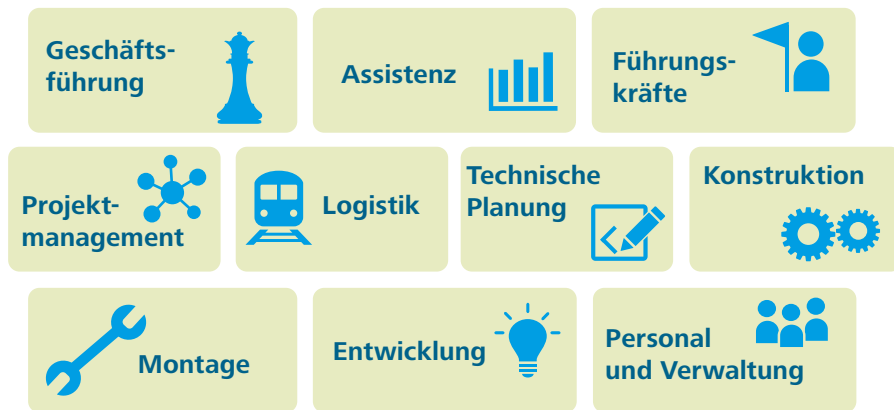 Geschäfts-
führung
Assistenz
Führungs-
kräfte
Projekt-
management
Logistik
Technische
Planung
Konstruktion
Montage
Entwicklung
Personal
und Verwaltung